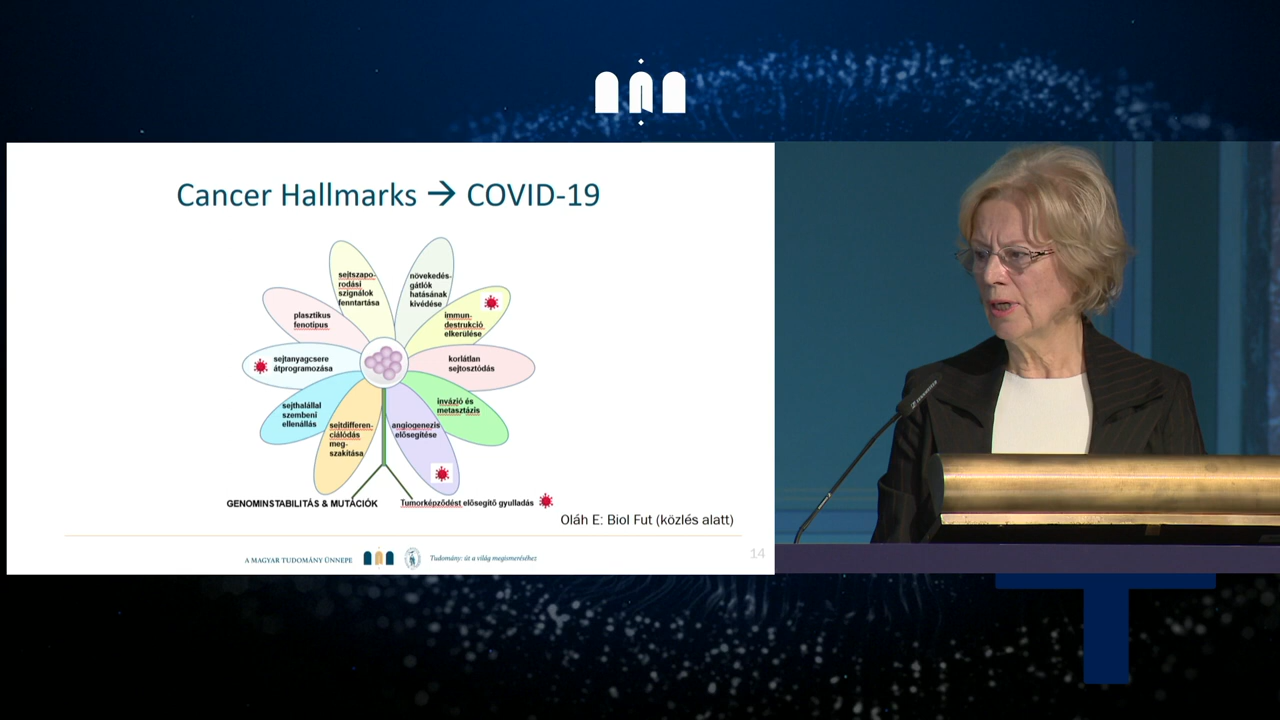 Cancer Hallmarks → COVID-19
sejtszapo-
rodási
szignálok
fenntartása
növekedés-
gátlók
hatásának
kivédése
plasztikus
fenotípus
immun-
destrukció
elkerülése
sejtanyagcsere
átprogramozása
korlátlan
sejtosztódás
sejthalállal
szembeni
ellenállás
invázió és
metasztázis
sejtdifferen-
ciálódás
meg-
szakítása
angiogenezis
elősegítése
GENOMINSTABILITÁS & MUTÁCIÓK
Tumorképződést elősegítő gyulladás
Oláh E: Biol Fut (közlés alatt)
A MAGYAR TUDOMÁNY ÜNNEPE
Tudomány: út a világ megismeréséhez
14
SENNHEISER